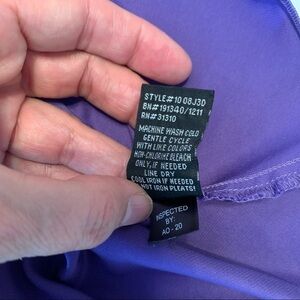 STYLE#1008J30
BN#191340/1211
RN#31310
MACHINE WASH COLD
GENTLE CYCLE
WITH LIKE COLORS
NON-CHLORINE BLEACH
ONLY, IF NEEDED
LINE DRY
COOL IRON IF NEEDED
NOT IRON PLEATS!
INSPECTED
BY:
AO-20